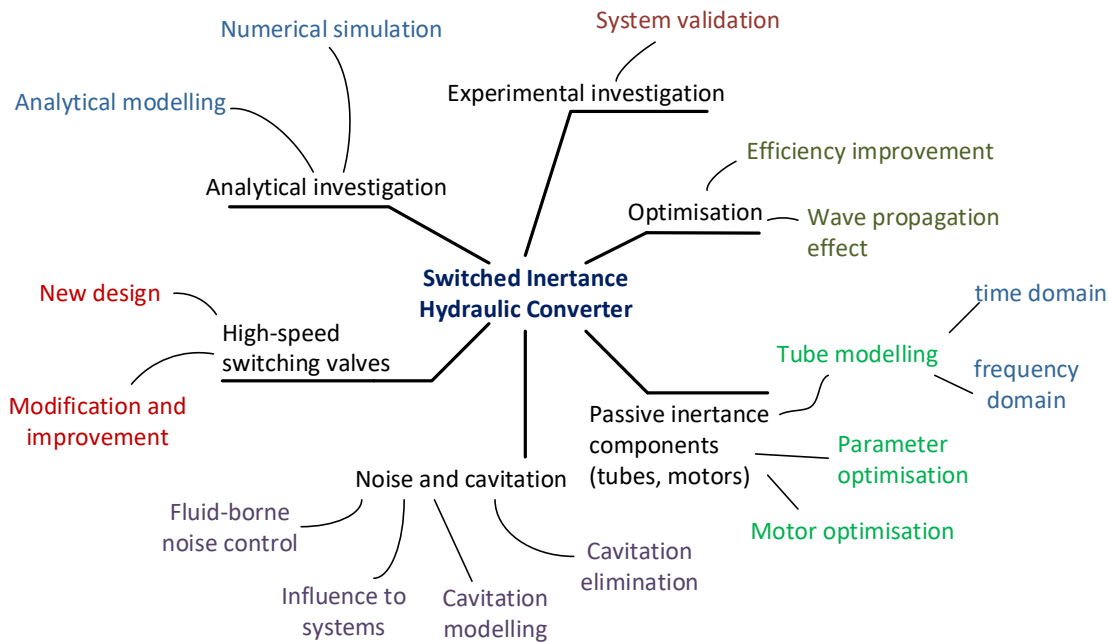 Numerical simulation
System validation
Analytical modelling
Experimental investigation
Efficiency improvement
Analytical investigation
Optimisation
Wave propagation
effect
Switched Inertance
Hydraulic Converter
New design
High-speed
switching valves
Modification and
improvement
time domain
Tube modelling
frequency
domain
Passive inertance
components
(tubes, motors)
Parameter
optimisation
Motor optimisation
Noise and cavitation
Fluid-borne
noise control
Influence to
systems
Cavitation
modelling
Cavitation
elimination